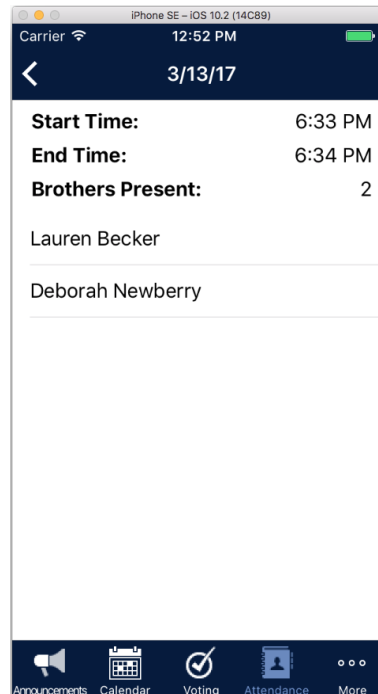 iPhone SE – iOS 10.2 (14C89)
Carrier 12:52 PM
3/13/17
Start Time: 6:33 PM
End Time: 6:34 PM
Brothers Present: 2
Lauren Becker
Deborah Newberry
Announcements Calendar Voting Attendance More